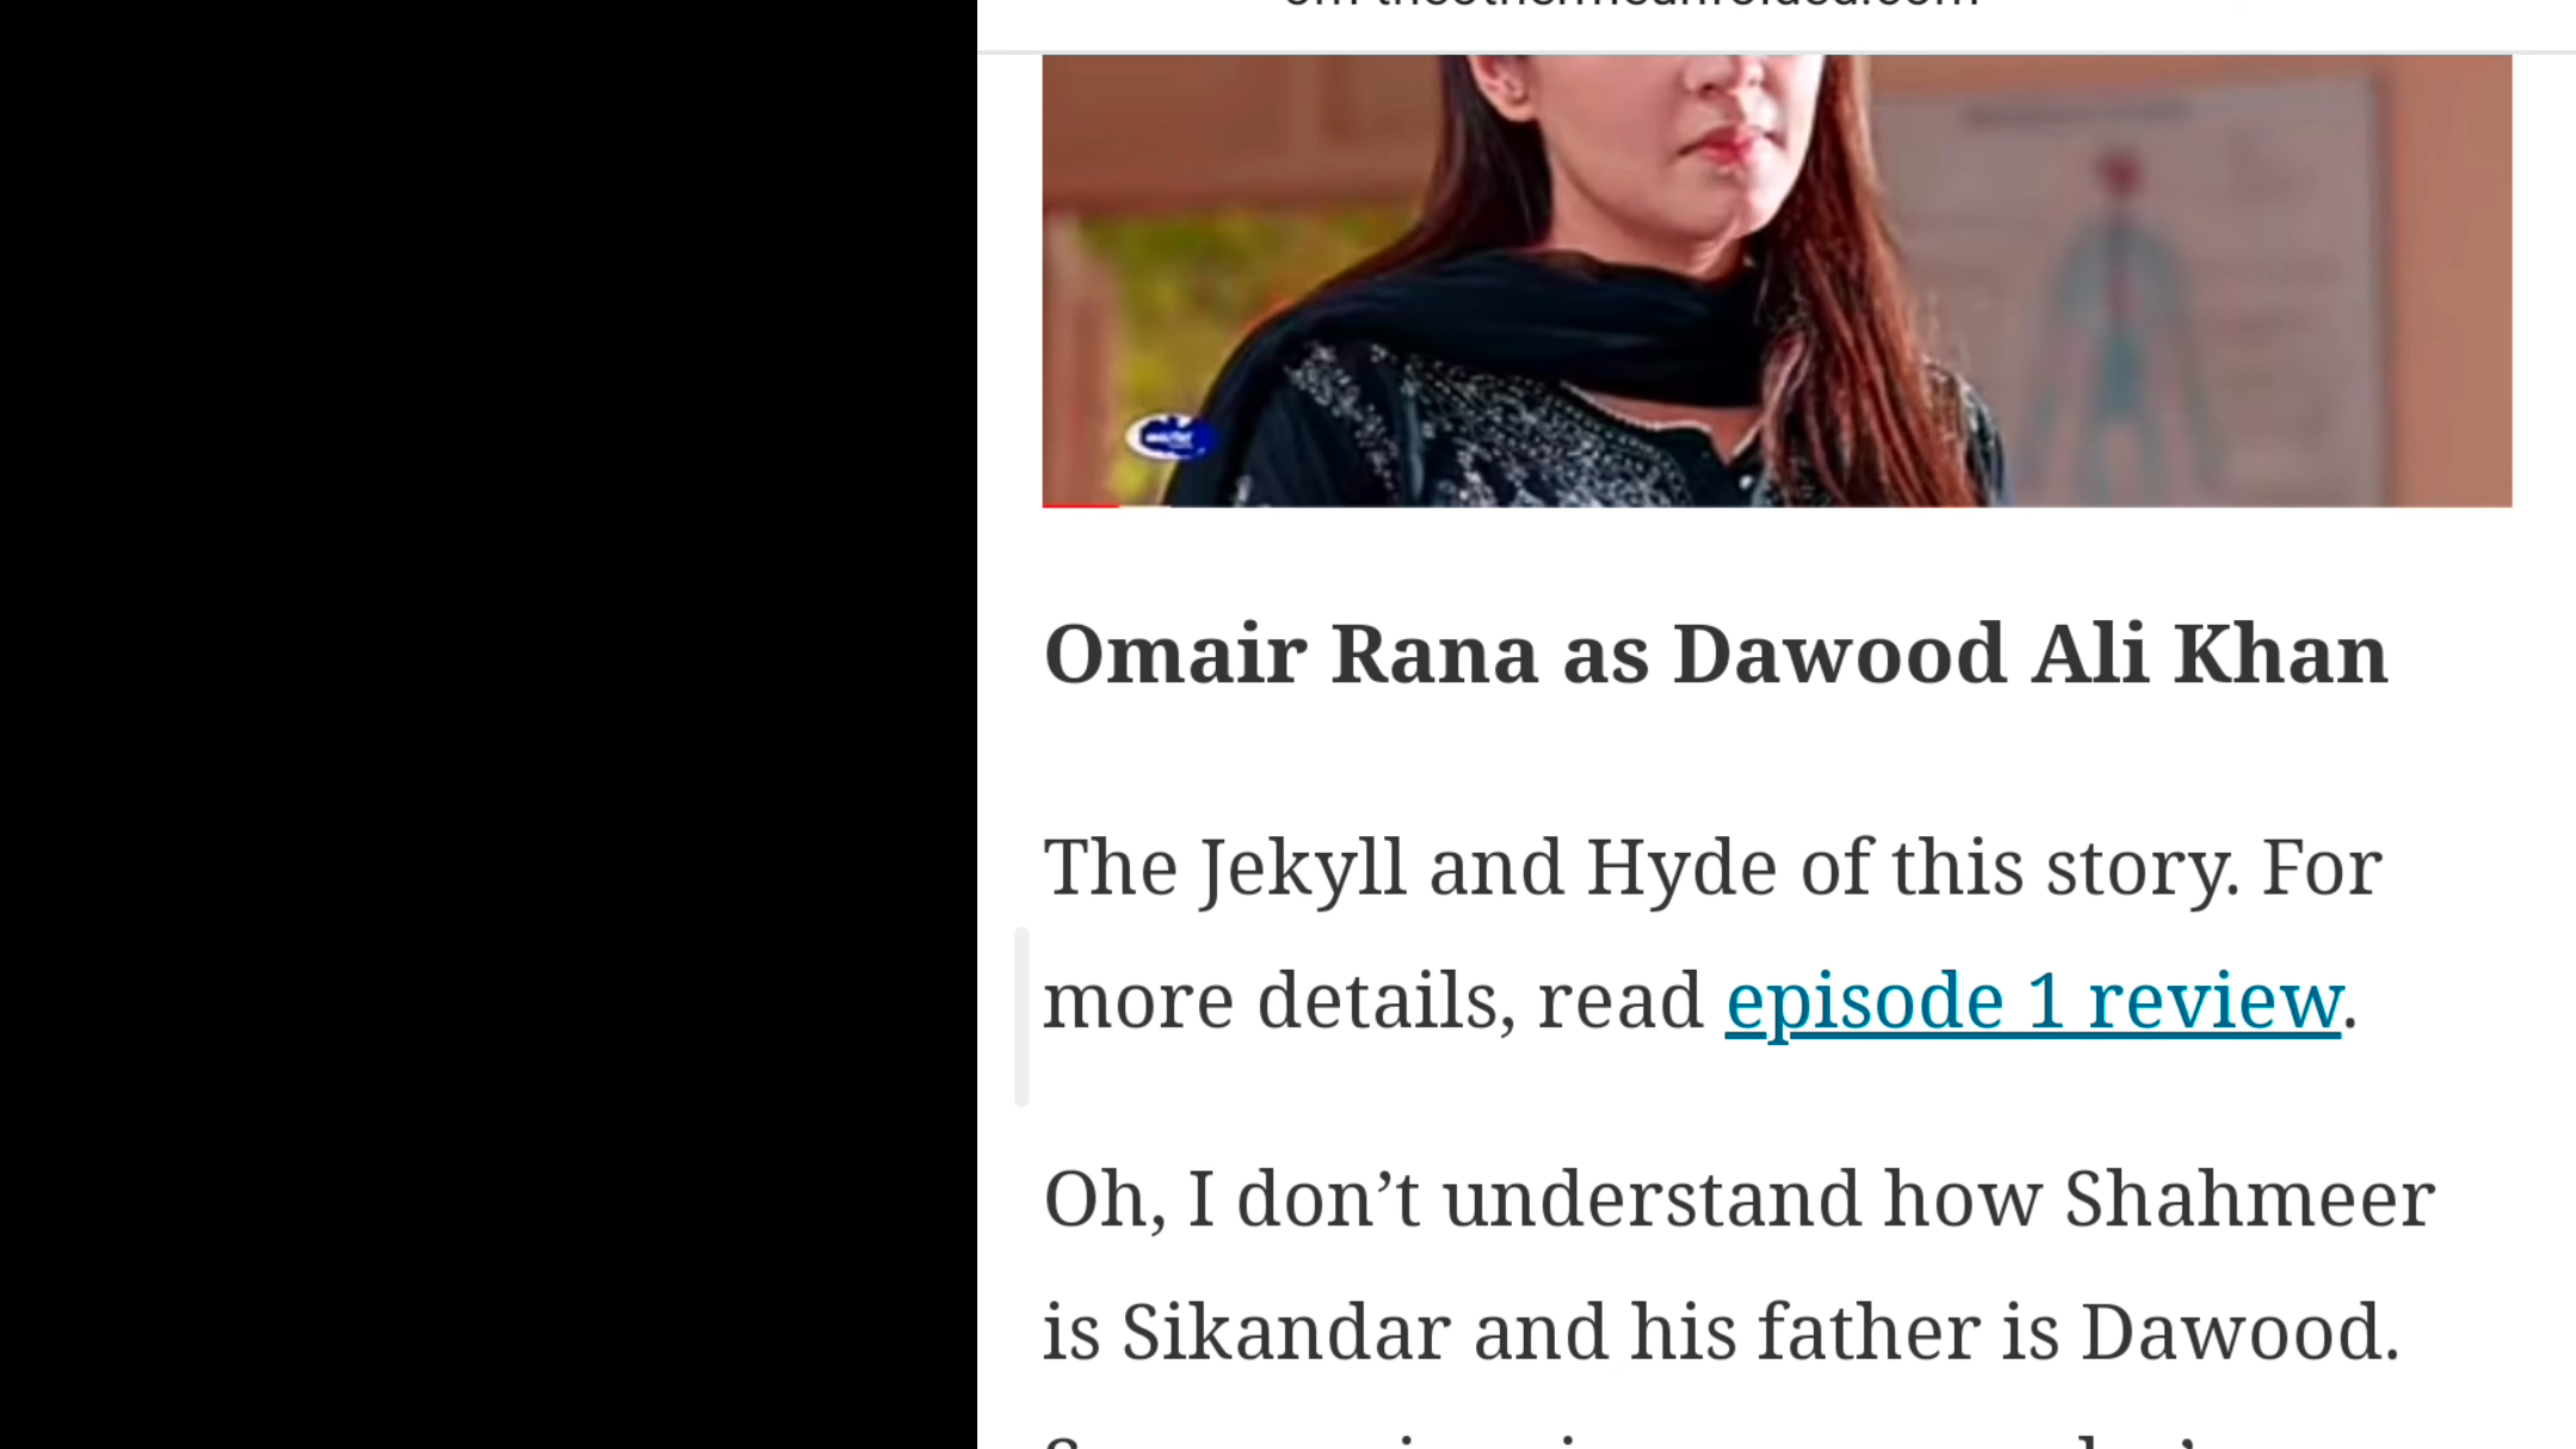 Omair Rana as Dawood Ali Khan
The Jekyll and Hyde of this story. For
more details, read episode 1 review.
Oh, I don’t understand how Shahmeer
is Sikandar and his father is Dawood.